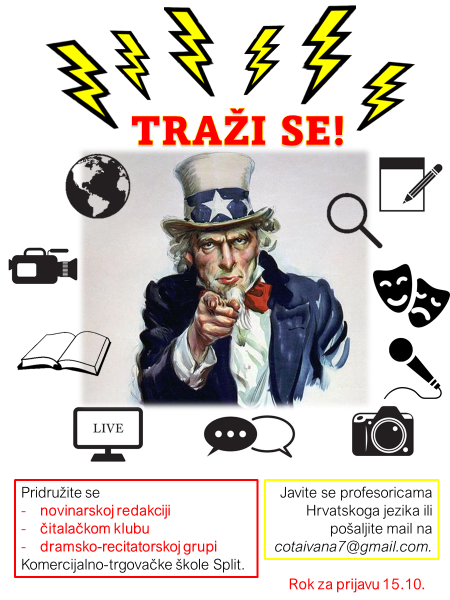 TRAŽI SE!
LIVE
Pridružite se
- novinarskoj redakciji
- čitalačkom klubu
- dramsko-recitatorskoj grupi
Komercijalno-trgovačke škole Split.
Javite se profesoricama
Hrvatskoga jezika ili
pošaljite mail na
cotaivana7@gmail.com.
Rok za prijavu 15.10.